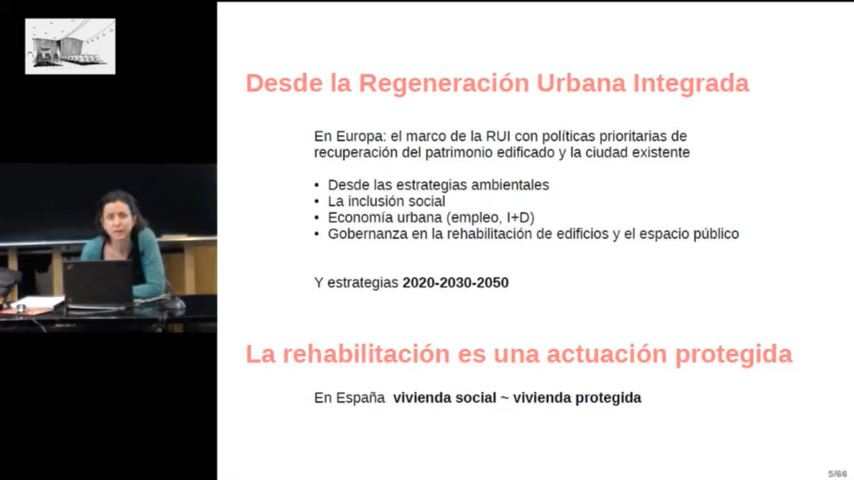 Desde la Regeneración Urbana Integrada
En Europa: el marco de la RUI con políticas prioritarias de
recuperación del patrimonio edificado y la ciudad existente
• Desde las estrategias ambientales
• La inclusión social
• Economía urbana (empleo, I+D)
• Gobernanza en la rehabilitación de edificios y el espacio público
Y estrategias 2020-2030-2050
La rehabilitación es una actuación protegida
En España vivienda social ~ vivienda protegida
5/66